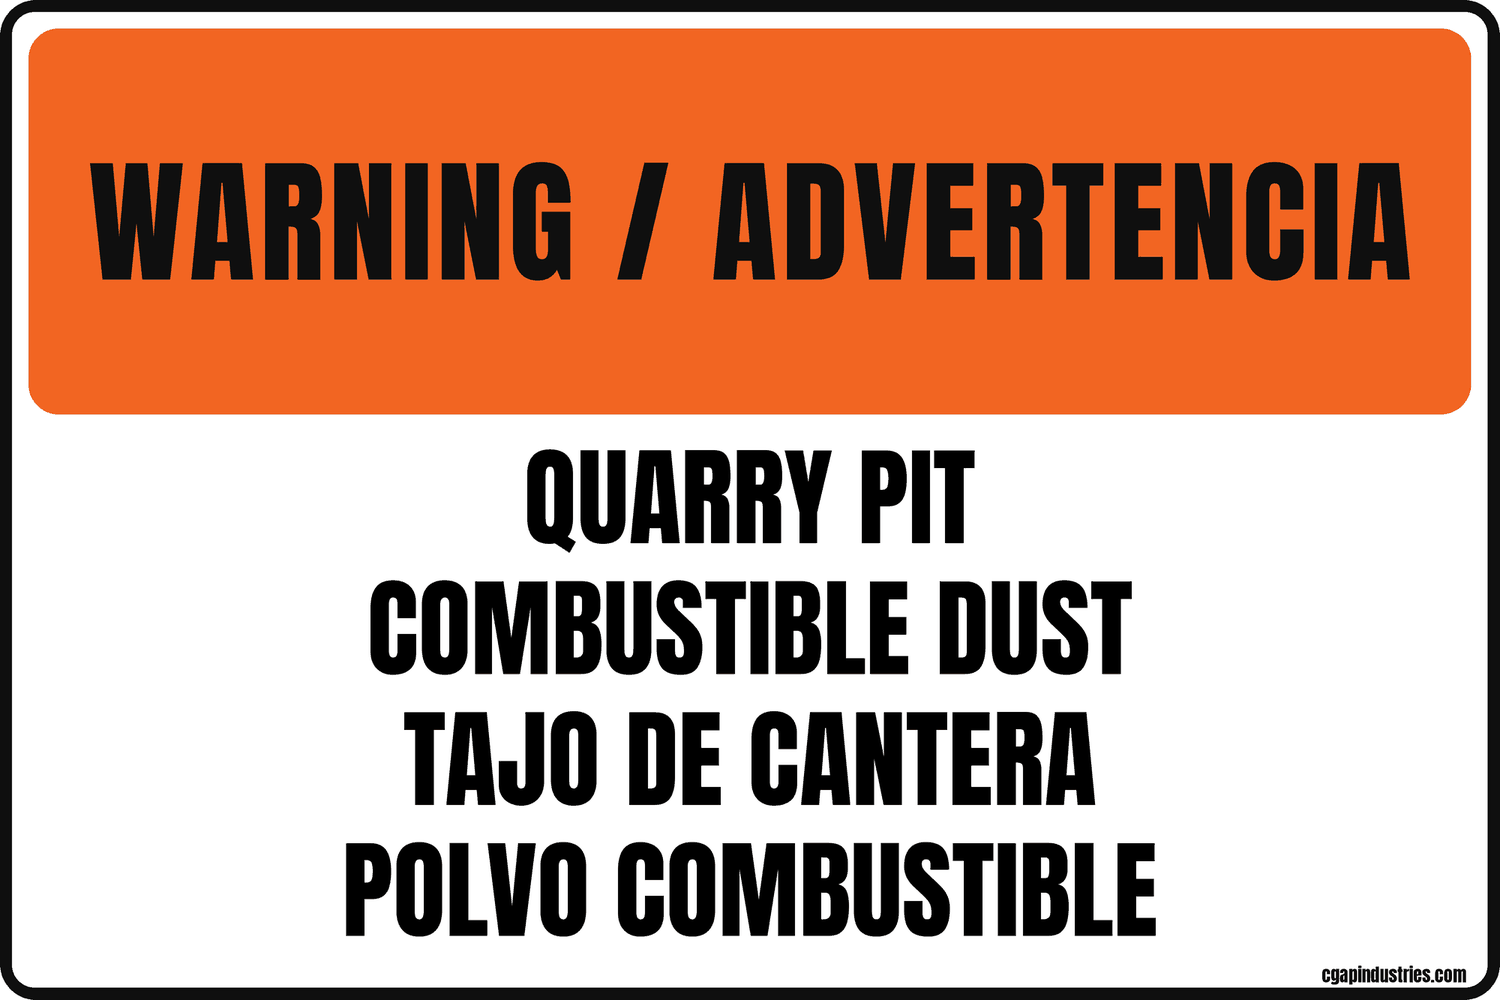 WARNING / ADVERTENCIA
QUARRY PIT
COMBUSTIBLE DUST
TAJO DE CANTERA
POLVO COMBUSTIBLE
cgapindustries.com